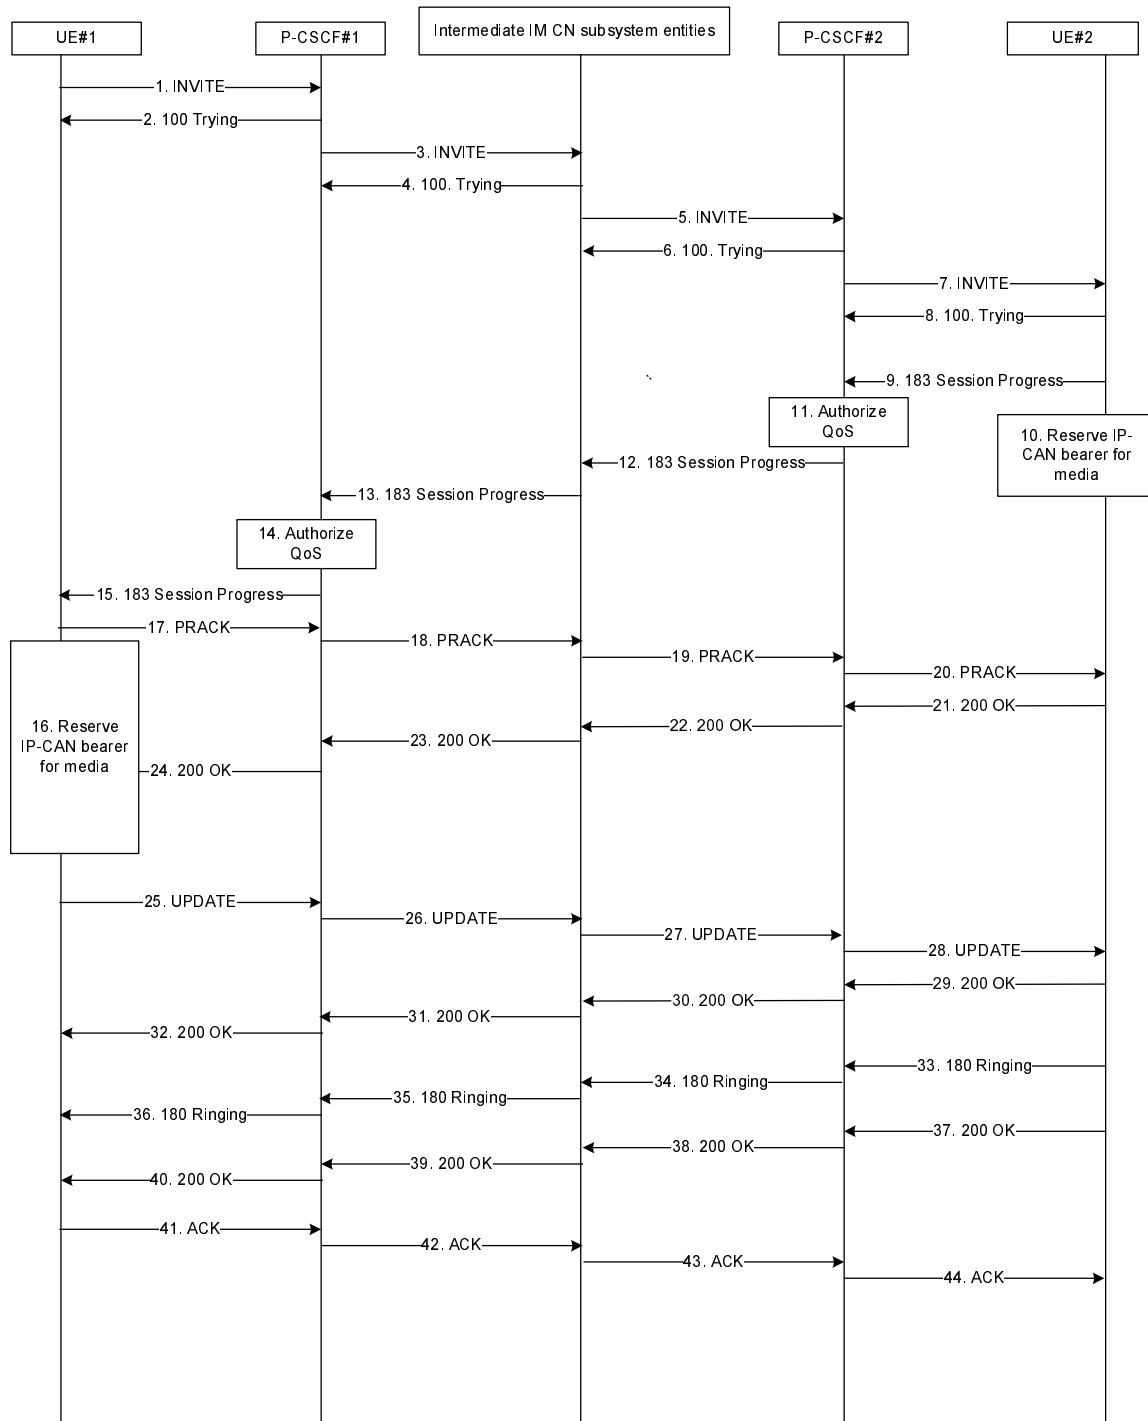 UE#1
P-CSCF#1
Intermediate IM CN subsystem entities
P-CSCF#2
UE#2
1. INVITE
2. 100 Trying
3. INVITE
4. 100. Trying
5. INVITE
6. 100. Trying
7. INVITE
8. 100. Trying
9. 183 Session Progress
11. Authorize
QoS
10. Reserve IP-
CAN bearer for
media
12. 183 Session Progress
13. 183 Session Progress
14. Authorize
QoS
15. 183 Session Progress
17. PRACK
18. PRACK
19. PRACK
20. PRACK
21. 200 OK
22. 200 OK
23. 200 OK
16. Reserve
IP-CAN bearer
for media
24. 200 OK
25. UPDATE
26. UPDATE
27. UPDATE
28. UPDATE
29. 200 OK
30. 200 OK
31. 200 OK
32. 200 OK
33. 180 Ringing
34. 180 Ringing
35. 180 Ringing
36. 180 Ringing
37. 200 OK
38. 200 OK
39. 200 OK
40. 200 OK
41. ACK
42. ACK
43. ACK
44. ACK